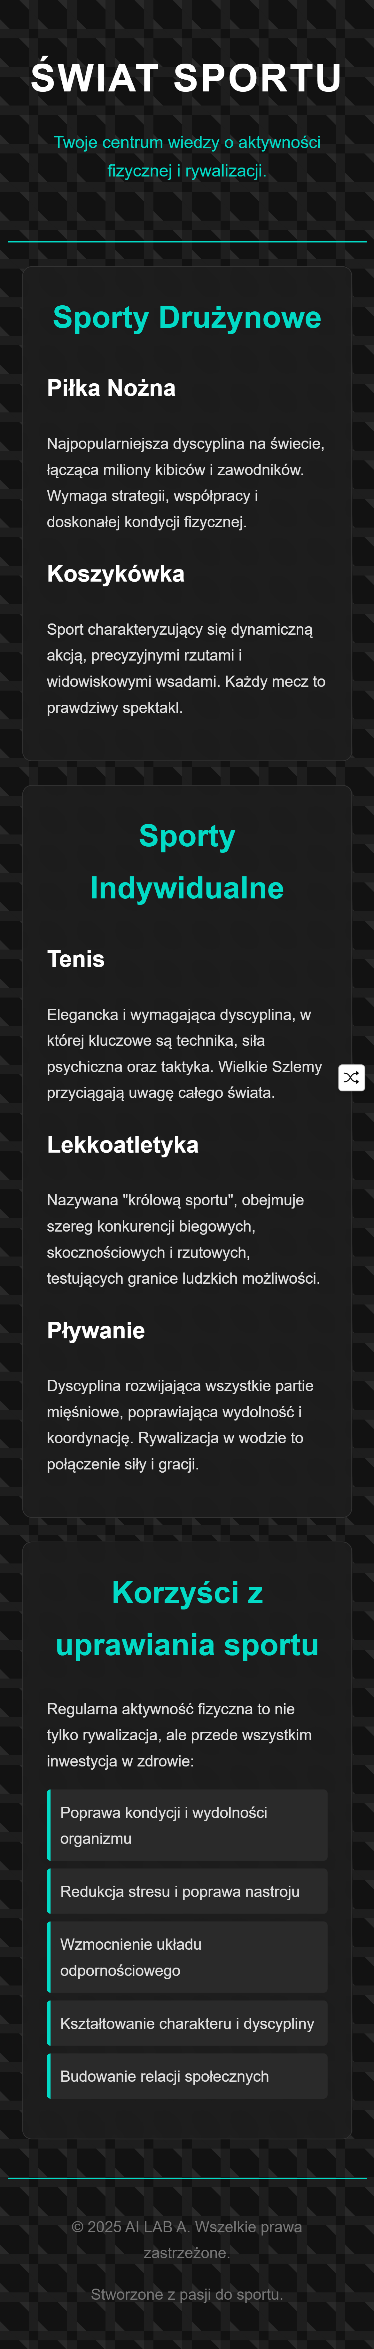 ŚWIAT SPORTU
Twoje centrum wiedzy o aktywności
fizycznej i rywalizacji.
Sporty Drużynowe
Piłka Nożna
Najpopularniejsza dyscyplina na świecie,
łącząca miliony kibiców i zawodników.
Wymaga strategii, współpracy i
doskonałej kondycji fizycznej.
Koszykówka
Sport charakteryzujący się dynamiczną
akcją, precyzyjnymi rzutami i
widowiskowymi wsadami. Każdy mecz to
prawdziwy spektakl.
Sporty
Indywidualne
Tenis
Elegancka i wymagająca dyscyplina, w
której kluczowe są technika, siła
psychiczna oraz taktyka. Wielkie Szlemy
przyciągają uwagę całego świata.
Lekkoatletyka
Nazywana "królową sportu", obejmuje
szereg konkurencji biegowych,
skocznościowych i rzutowych,
testujących granice ludzkich możliwości.
Pływanie
Dyscyplina rozwijająca wszystkie partie
mięśniowe, poprawiająca wydolność i
koordynację. Rywalizacja w wodzie to
połączenie siły i gracji.
Korzyści z
uprawiania sportu
Regularna aktywność fizyczna to nie
tylko rywalizacja, ale przede wszystkim
inwestycja w zdrowie:
Poprawa kondycji i wydolności
organizmu
Redukcja stresu i poprawa nastroju
Wzmocnienie układu
odpornościowego
Kształtowanie charakteru i dyscypliny
Budowanie relacji społecznych
© 2025 AI LAB A. Wszelkie prawa
zastrzeżone.
Stworzone z pasji do sportu.